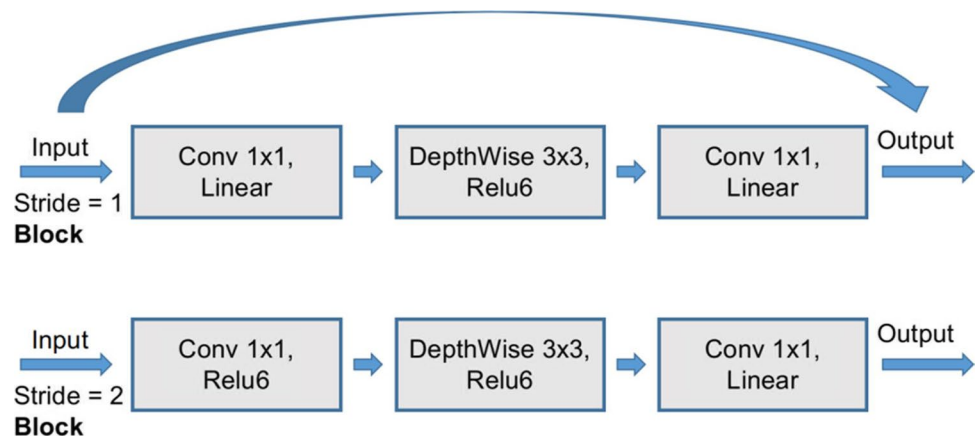 Input
Stride = 1
Block
Conv 1x1,
Linear
DepthWise 3x3,
Relu6
Conv 1x1,
Linear
Output
Input
Stride = 2
Block
Conv 1x1,
Relu6
DepthWise 3x3,
Relu6
Conv 1x1,
Linear
Output